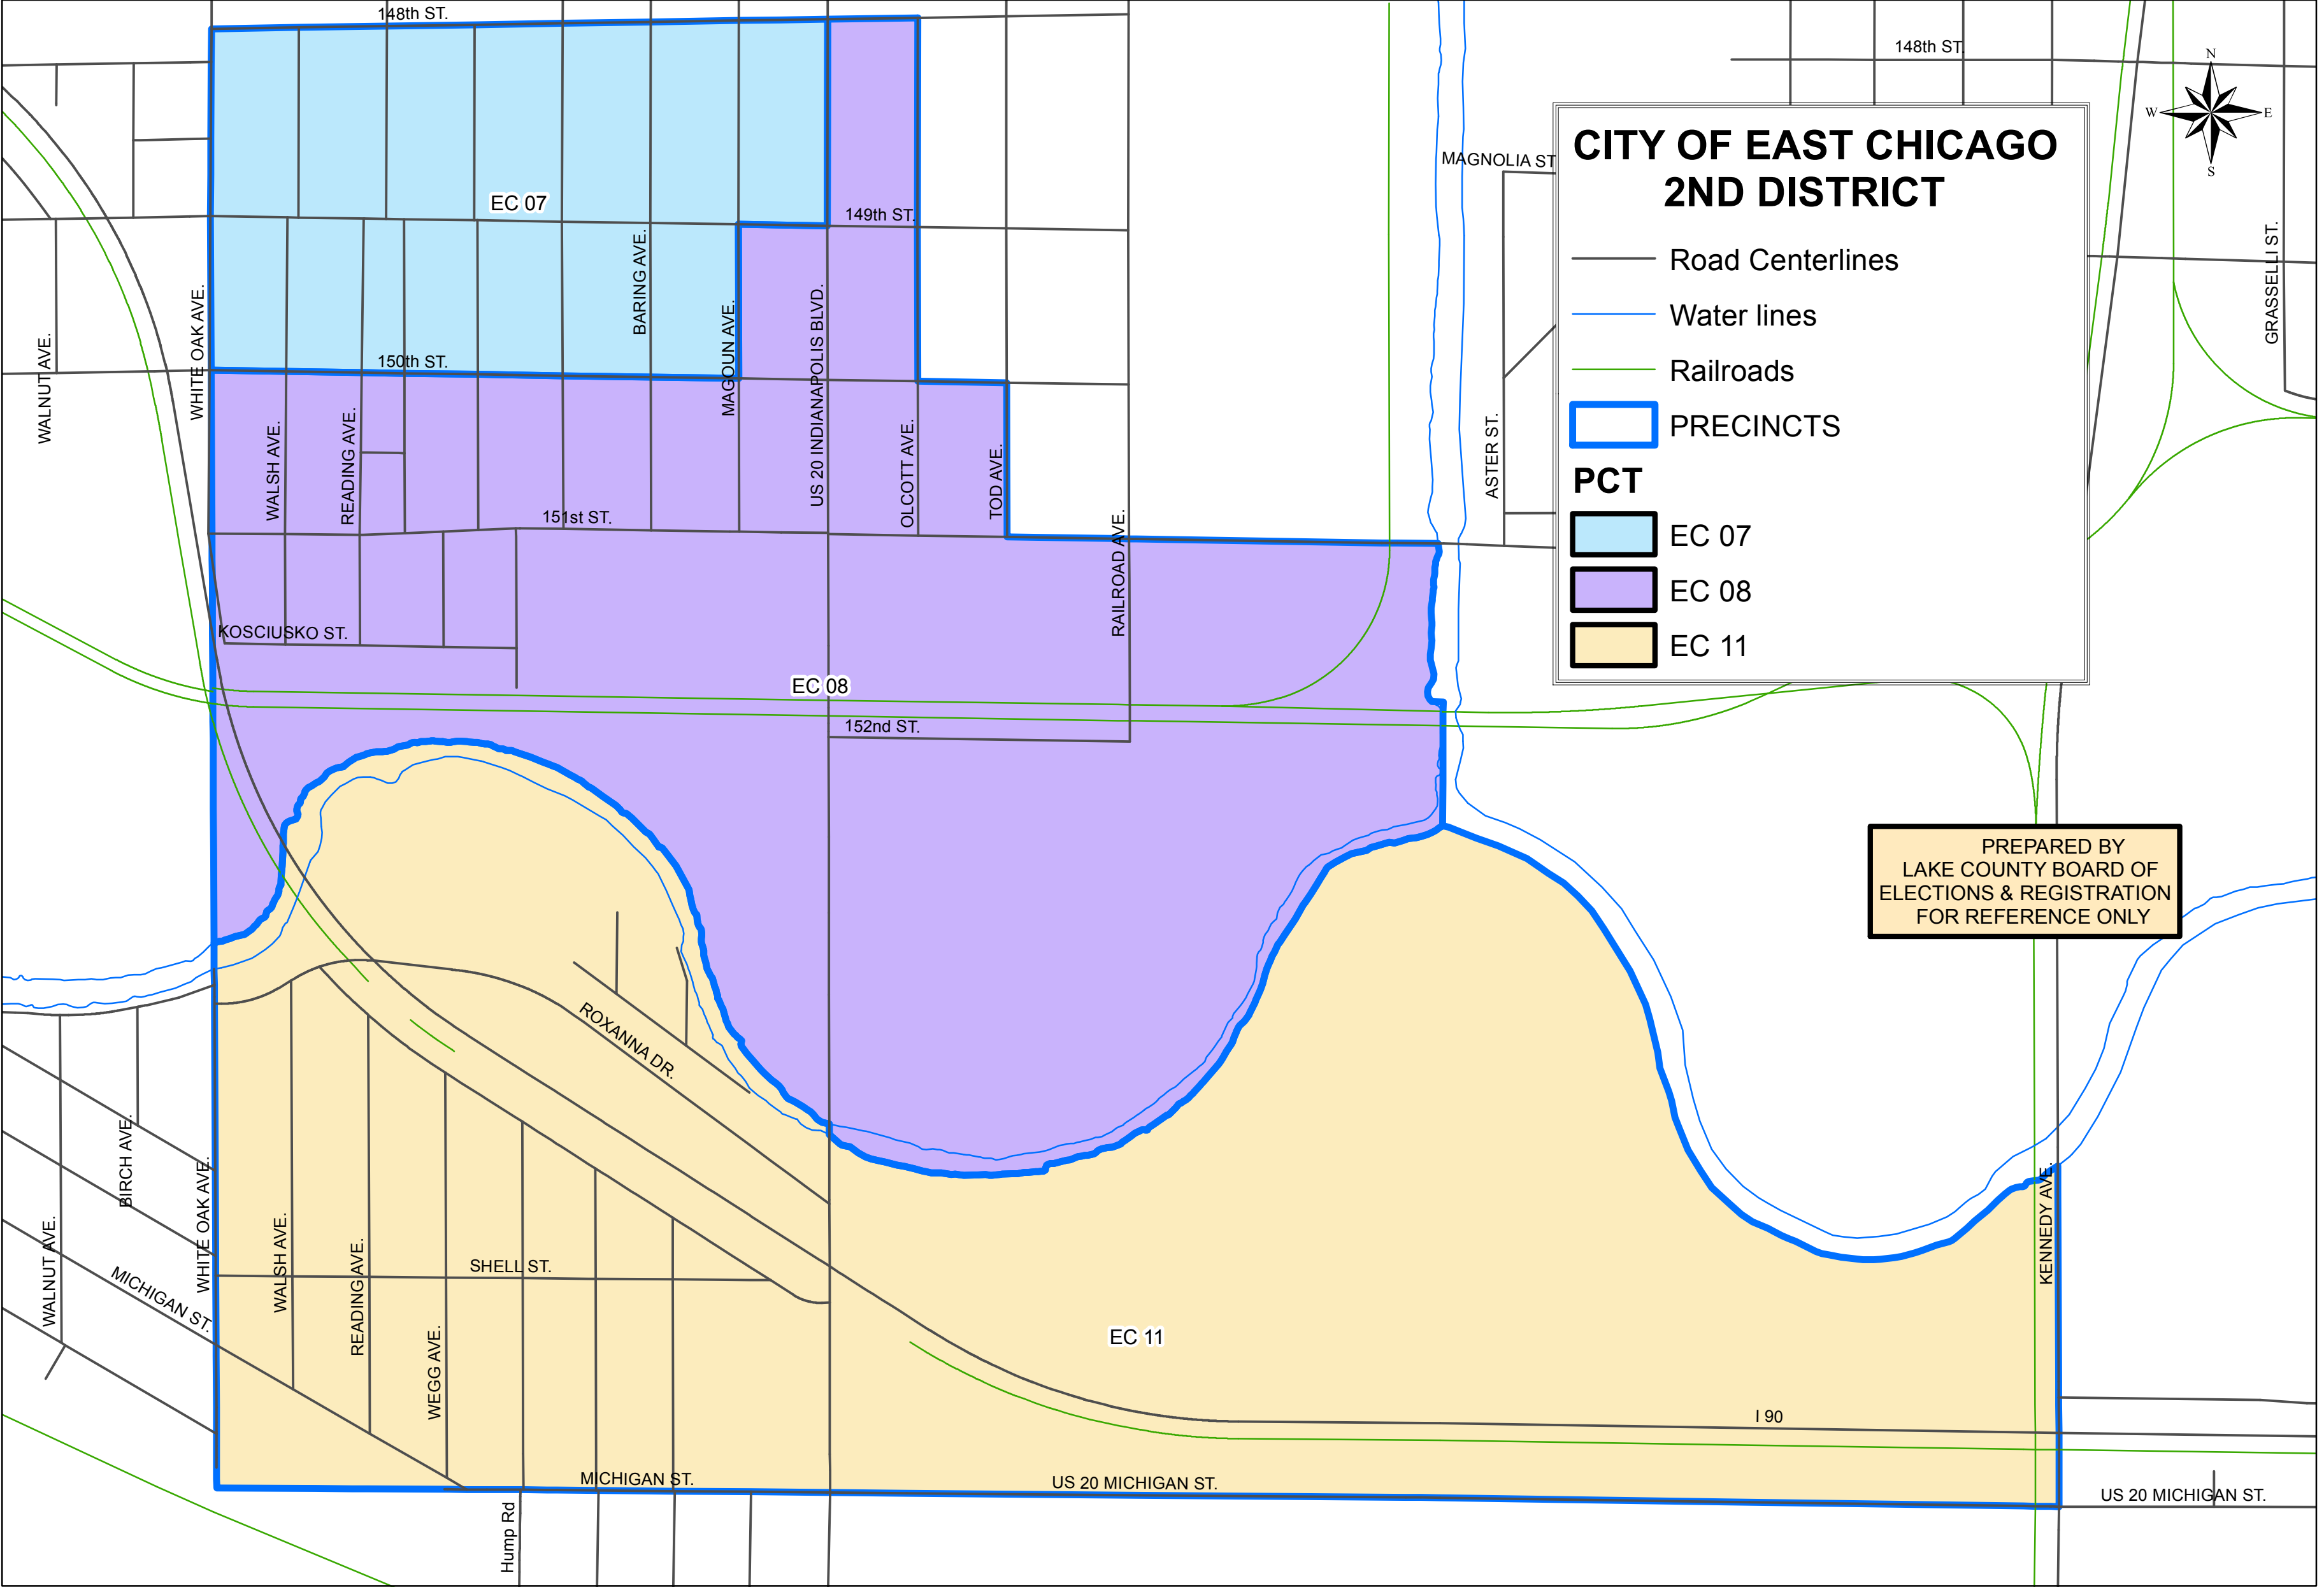 148th ST.
148th ST.
N
W
E
S
CITY OF EAST CHICAGO
2ND DISTRICT
Road Centerlines
Water lines
Railroads
PRECINCTS
PCT
EC 07
EC 08
EC 11
MAGNOLIA ST
EC 07
149th ST.
BARING AVE.
GRASSELLI ST.
WHITE OAK AVE.
WALNUT AVE.
MAGOUN AVE.
US 20 INDIANAPOLIS BLVD.
150th ST.
WALSH AVE.
READING AVE.
OLCOTT AVE.
TOD AVE.
ASTER ST.
151st ST.
RAILROAD AVE.
KOSCIUSKO ST.
EC 08
152nd ST.
PREPARED BY
LAKE COUNTY BOARD OF
ELECTIONS & REGISTRATION
FOR REFERENCE ONLY
ROXANNA DR.
BIRCH AVE.
WHITE OAK AVE.
WALNUT AVE.
WALSH AVE.
READING AVE.
KENNEDY AVE.
SHELL ST.
MICHIGAN ST.
WEGG AVE.
EC 11
I 90
MICHIGAN ST.
US 20 MICHIGAN ST.
US 20 MICHIGAN ST.
Hump Rd